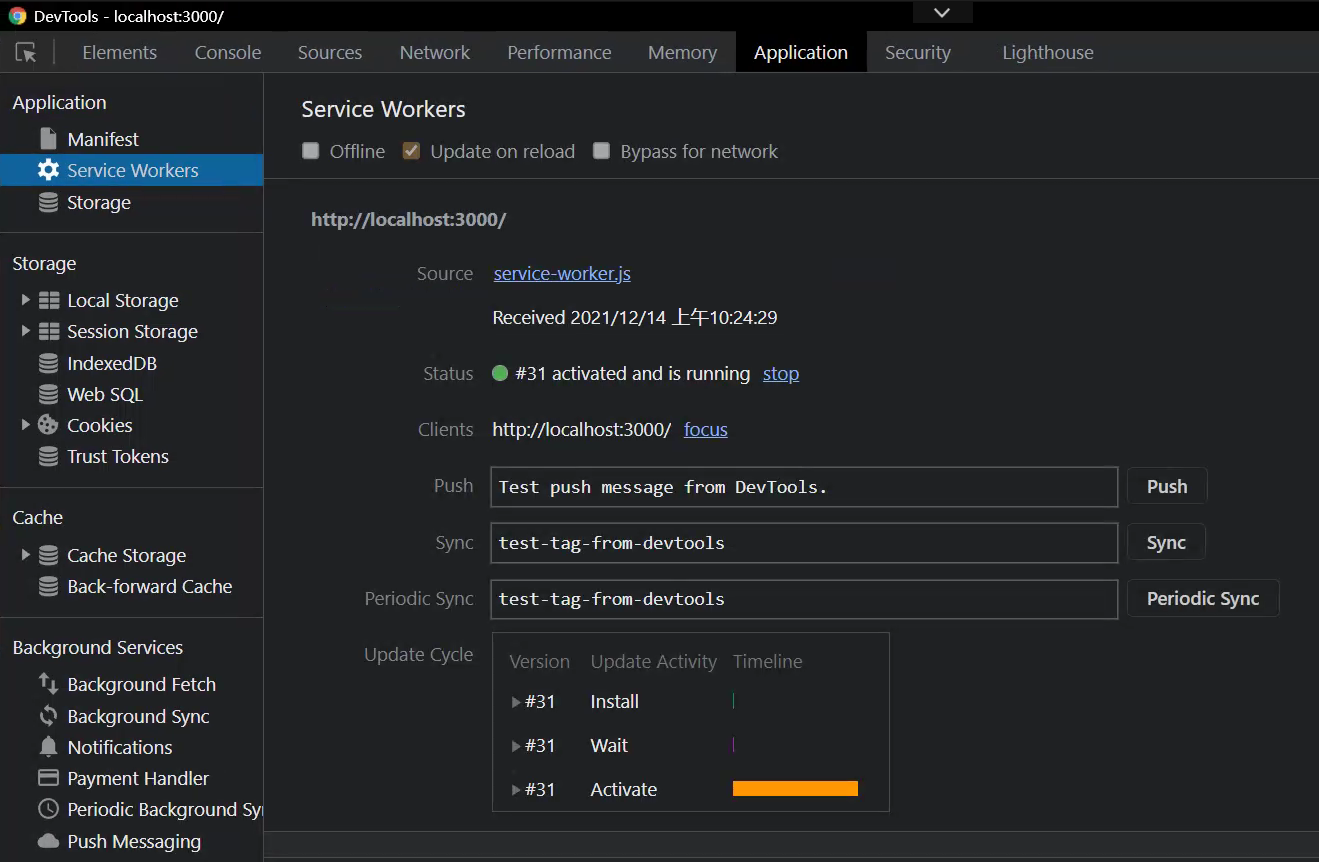 DevTools - localhost:3000/
Elements Console Sources Network Performance Memory Application Security Lighthouse
Application
Manifest
Service Workers
Storage
Storage
Local Storage
Session Storage
IndexedDB
Web SQL
Cookies
Trust Tokens
Cache
Cache Storage
Back-forward Cache
Background Services
Background Fetch
Background Sync
Notifications
Payment Handler
Periodic Background Sy
Push Messaging
Service Workers
Offline Update on reload Bypass for network
http://localhost:3000/
Source service-worker.js
Received 2021/12/14 上午10:24:29
Status #31 activated and is running stop
Clients http://localhost:3000/ focus
Push Test push message from DevTools. Push
Sync test-tag-from-devtools Sync
Periodic Sync test-tag-from-devtools Periodic Sync
Update Cycle Version Update Activity Timeline
#31 Install
#31 Wait
#31 Activate